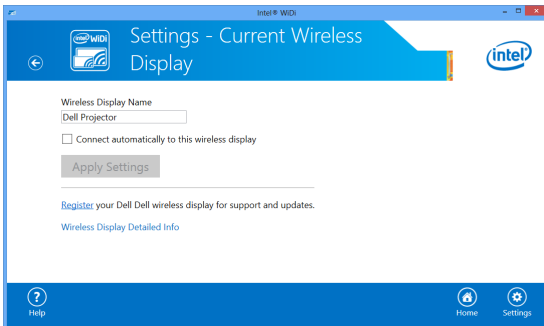 Intel® WiDi
intel WiDi
Settings - Current Wireless
Display
intel
Wireless Display Name
Dell Projector
Connect automatically to this wireless display
Apply Settings
Register your Dell Dell wireless display for support and updates.
Wireless Display Detailed Info
?
Help
Home
Settings